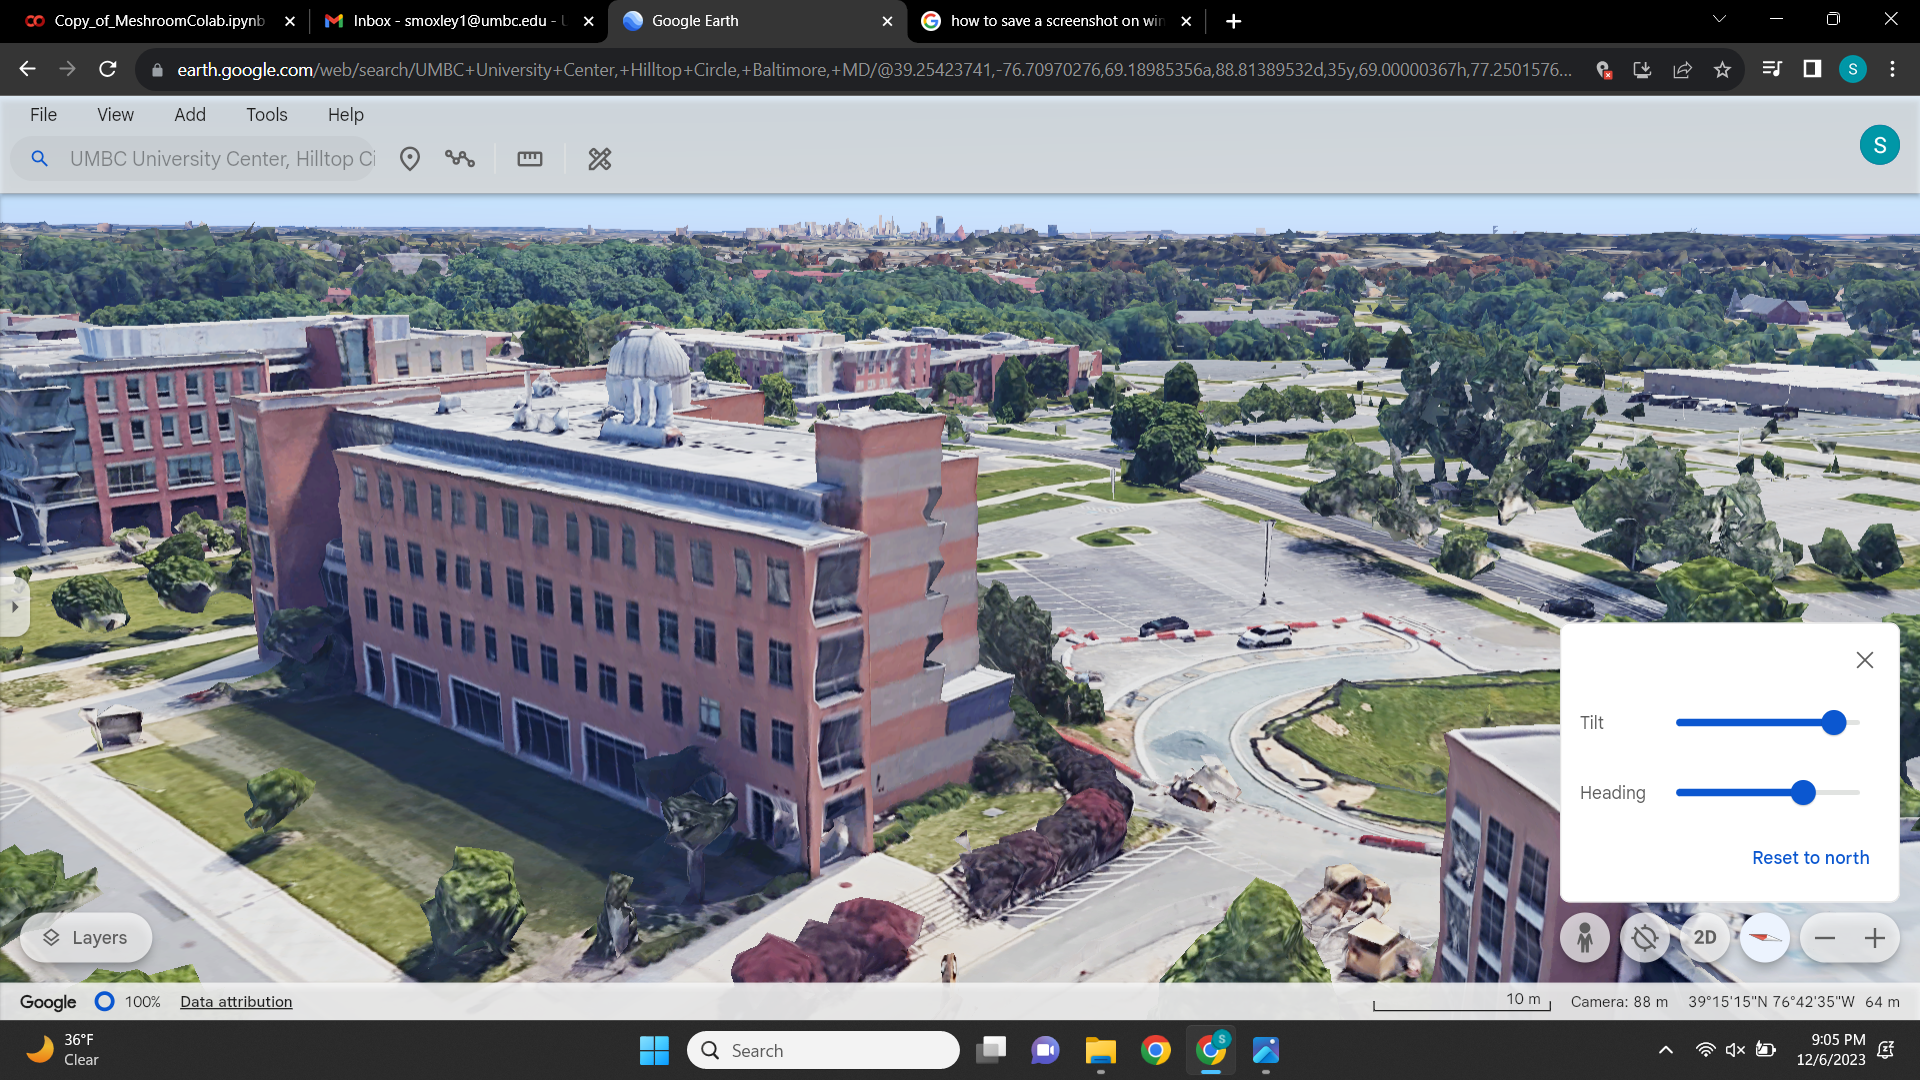 Copy_of_MeshroomColab.ipynb
Inbox - smoxley1@umbc.edu - U
Google Earth
how to save a screenshot on win
earth.google.com/web/search/UMBC+University+Center,+Hilltop+Circle,+Baltimore,+MD/@39.25423741,-76.70970276,69.18985356a,88.81389532d,35y,69.00000367h,77.2501576...
S
File View Add Tools Help
UMBC University Center, Hilltop Ci
S
Tilt
Heading
Reset to north
Layers
2D
Google 100% Data attribution
10 m
Camera: 88 m 39°15'15"N 76°42'35"W 64 m
36°F
Clear
Search
S
9:05 PM
12/6/2023